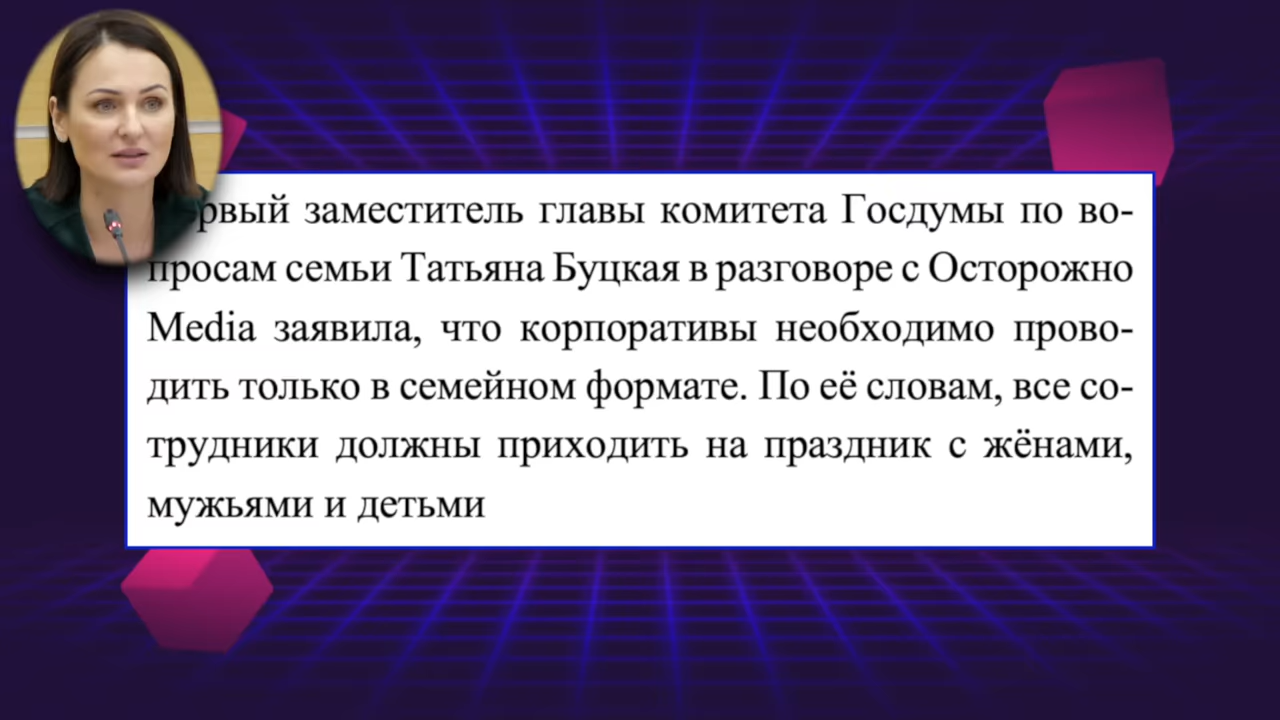 рвый заместитель главы комитета Госдумы по во-
просам семьи Татьяна Буцкая в разговоре с Осторожно
Media заявила, что корпоративы необходимо прово-
дить только в семейном формате. По её словам, все со-
трудники должны приходить на праздник с жёнами,
мужьями и детьми